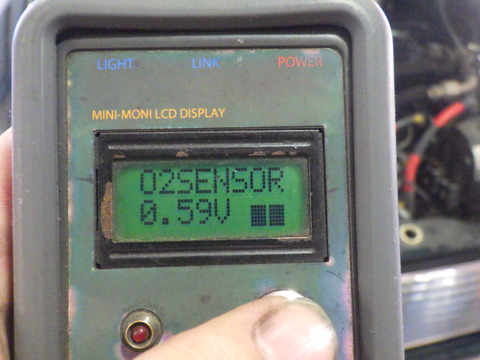 LIGHT LINK POWER
MINI-MONI LCD DISPLAY
O2SENSOR
0.59V